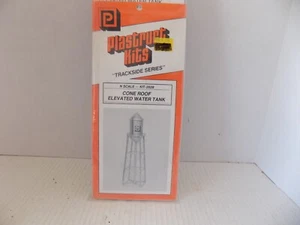 Plastruct
Kits
"TRACKSIDE SERIES"
CONE ROOF
ELEVATED WATER TANK